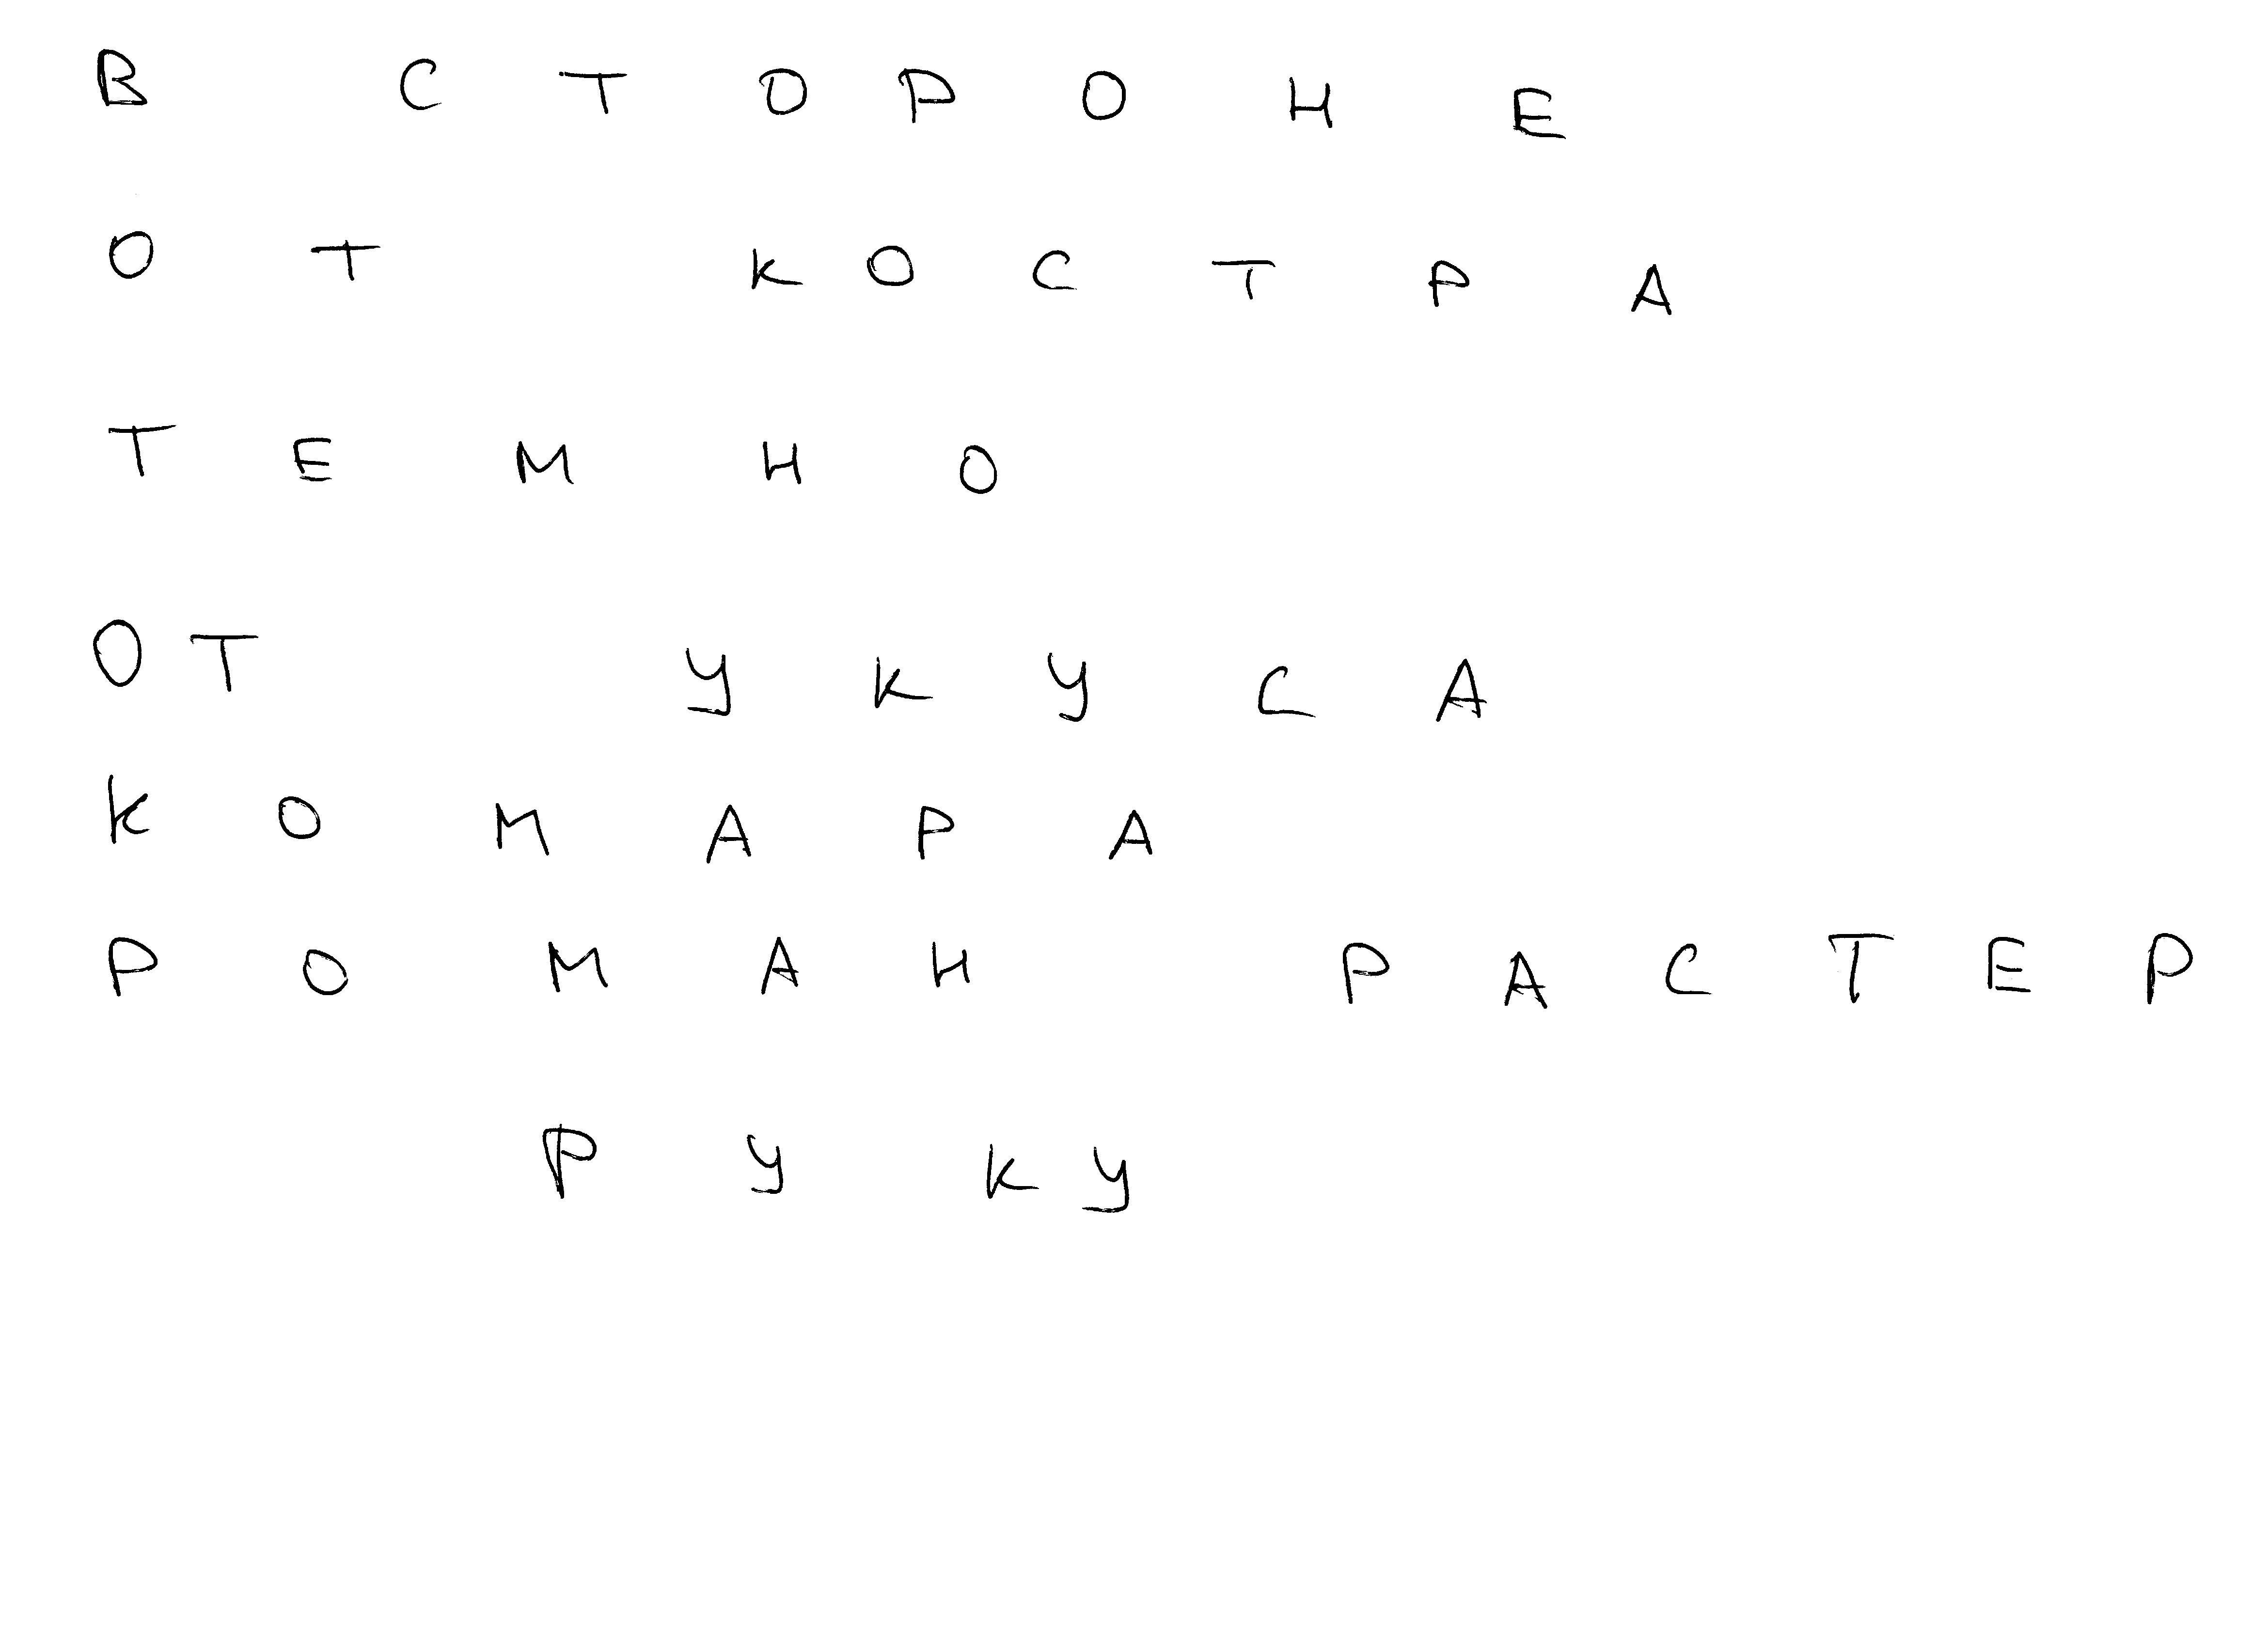 В СТОРОНЕ
ОТ КОСТРА
ТЕМНО
ОТ УКУСА
КОМАРА
РОМАН РАСТЕР
РУКУ